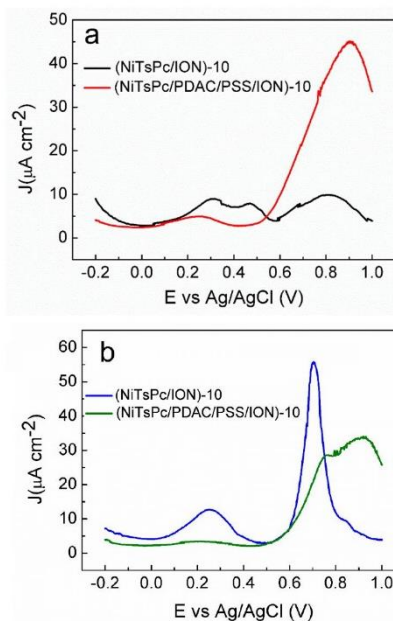 a
(NiTsPc/ION)-10
(NiTsPc/PDAC/PSS/ION)-10
50
40
30
20
10
0
J(µA cm-2)
-0.2 0.0 0.2 0.4 0.6 0.8 1.0
E vs Ag/AgCl (V)
b
(NiTsPc/ION)-10
(NiTsPc/PDAC/PSS/ION)-10
60
50
40
30
20
10
0
J(µA cm-2)
-0.2 0.0 0.2 0.4 0.6 0.8 1.0
E vs Ag/AgCl (V)